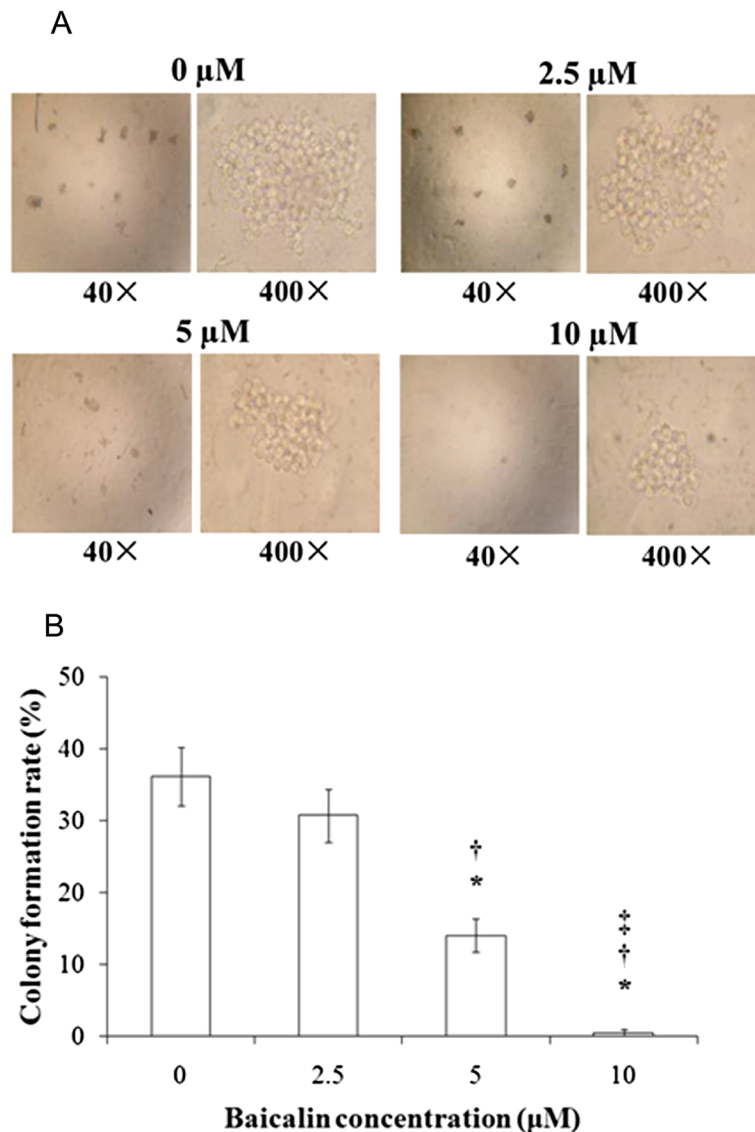 A
0 μM
2.5 μM
40×
400×
40×
400×
5 μM
10 μM
40×
400×
40×
400×
B
Colony formation rate (%)
50
40
30
20
10
0
†
*
‡
†
*
0
2.5
5
10
Baicalin concentration (μM)